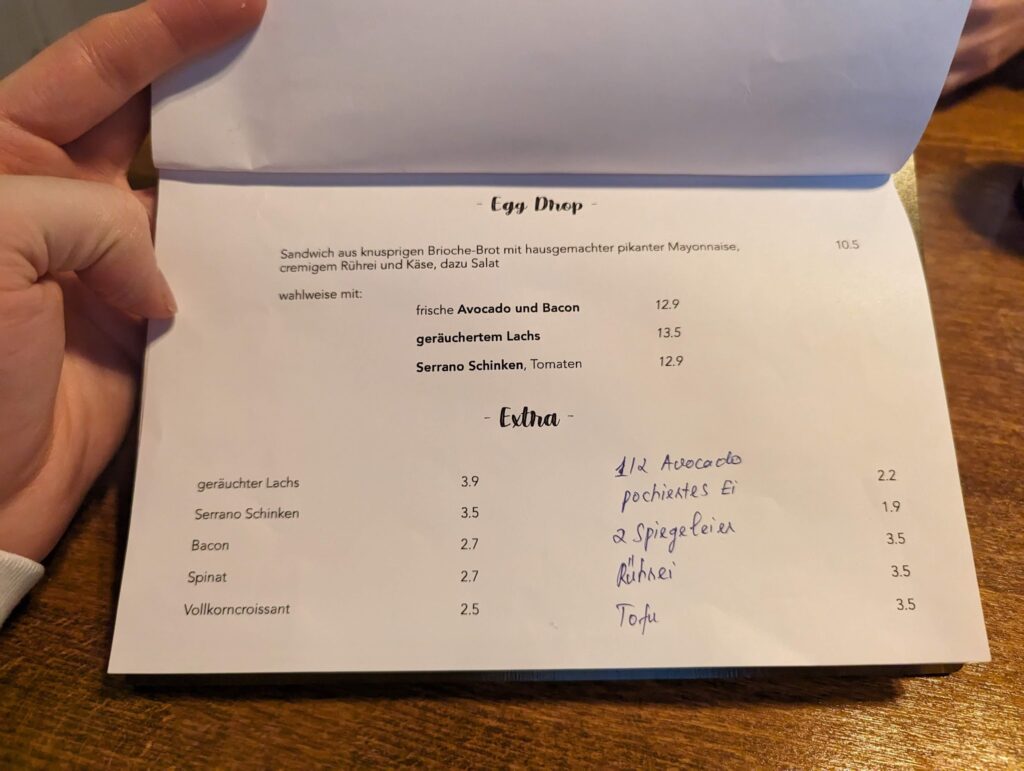 - Egg Drop -
Sandwich aus knusprigen Brioche-Brot mit hausgemachter pikanter Mayonnaise, 10.5
cremigem Rührei und Käse, dazu Salat
wahlweise mit:
frische Avocado und Bacon 12.9
geräuchertem Lachs 13.5
Serrano Schinken, Tomaten 12.9
- Extra -
geräuchter Lachs 3.9 1/2 Avocado 2.2
Serrano Schinken 3.5 pochiertes Ei 1.9
Bacon 2.7 2 Spiegeleier 3.5
Spinat 2.7 Rührei 3.5
Vollkorncroissant 2.5 Tofu 3.5